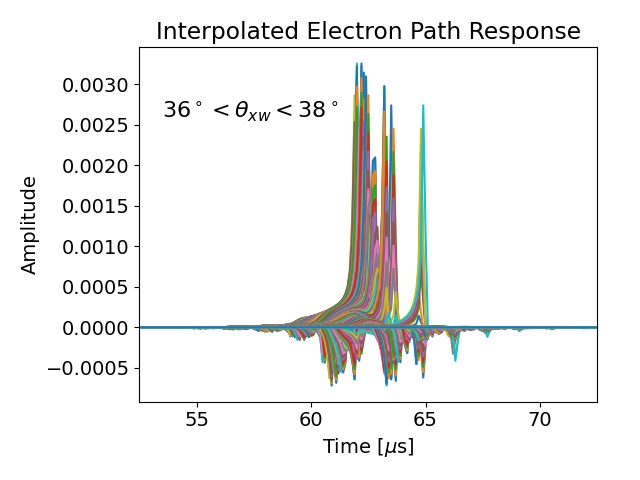 Interpolated Electron Path Response
36° < θxw < 38°
Amplitude
0.0030
0.0025
0.0020
0.0015
0.0010
0.0005
0.0000
−0.0005
55 60 65 70
Time [μs]